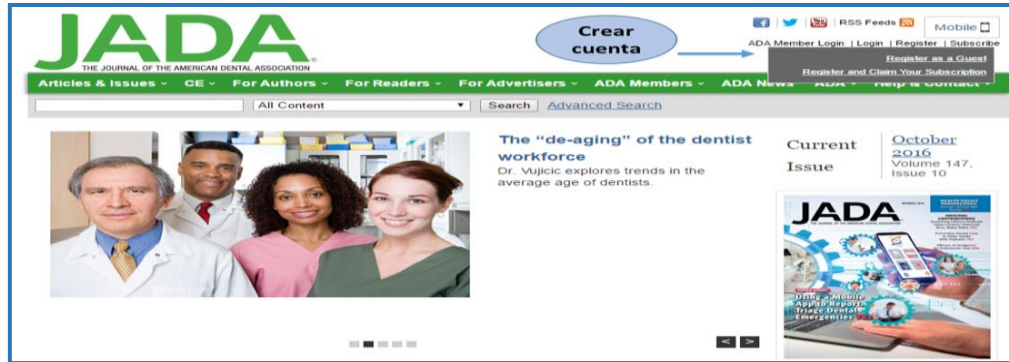 JADA®
THE JOURNAL OF THE AMERICAN DENTAL ASSOCIATION
Crear
cuenta
RSS Feeds
Mobile
ADA Member Login | Login | Register | Subscribe
Register as a Guest
Register and Claim Your Subscription
Articles & Issues CE For Authors For Readers For Advertisers ADA Members ADA News ADA Help & Contact
All Content Search Advanced Search
The “de-aging” of the dentist
workforce
Dr. Vujicic explores trends in the
average age of dentists.
Current
Issue
October
2016
Volume 147,
Issue 10
JADA
Using a Mobile
App to Report,
Triage Dental
Emergencies